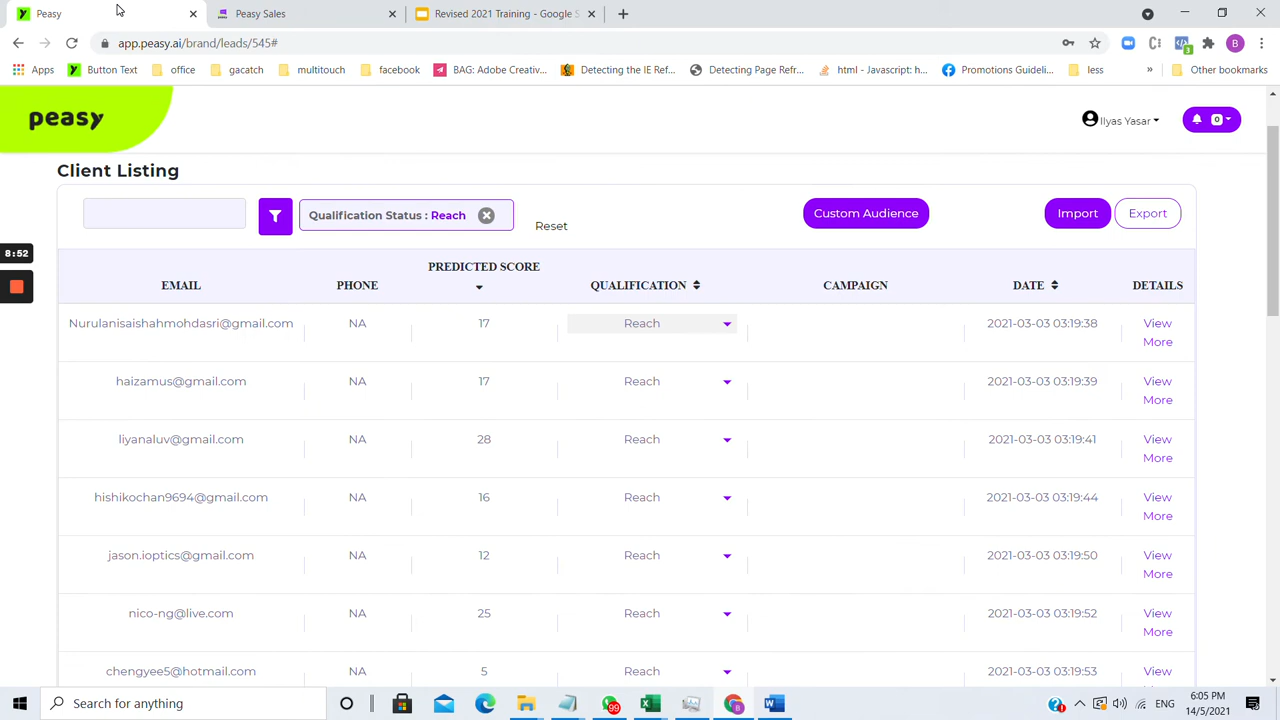 Peasy
Peasy Sales
Revised 2021 Training - Google S
app.peasy.ai/brand/leads/545#
3
B
Apps
Button Text
office
gacatch
multitouch
facebook
BAG: Adobe Creativ...
Detecting the IE Ref...
Detecting Page Refr...
html - Javascript: h...
Promotions Guidelin...
less
»
Other bookmarks
peasy
Ilyas Yasar
0
Client Listing
Qualification Status : Reach
Reset
Custom Audience
Import
Export
EMAIL
PHONE
PREDICTED SCORE
QUALIFICATION
CAMPAIGN
DATE
DETAILS
Nurulanisaishahmohdasri@gmail.com NA 17 Reach 2021-03-03 03:19:38 View
More
haizamus@gmail.com NA 17 Reach 2021-03-03 03:19:39 View
More
liyanaluv@gmail.com NA 28 Reach 2021-03-03 03:19:41 View
More
hishikochan9694@gmail.com NA 16 Reach 2021-03-03 03:19:44 View
More
jason.ioptics@gmail.com NA 12 Reach 2021-03-03 03:19:50 View
More
nico-ng@live.com NA 25 Reach 2021-03-03 03:19:52 View
More
chengyee5@hotmail.com NA 5 Reach 2021-03-03 03:19:53 View
8:52
Search for anything
99
ENG
6:05 PM
14/5/2021